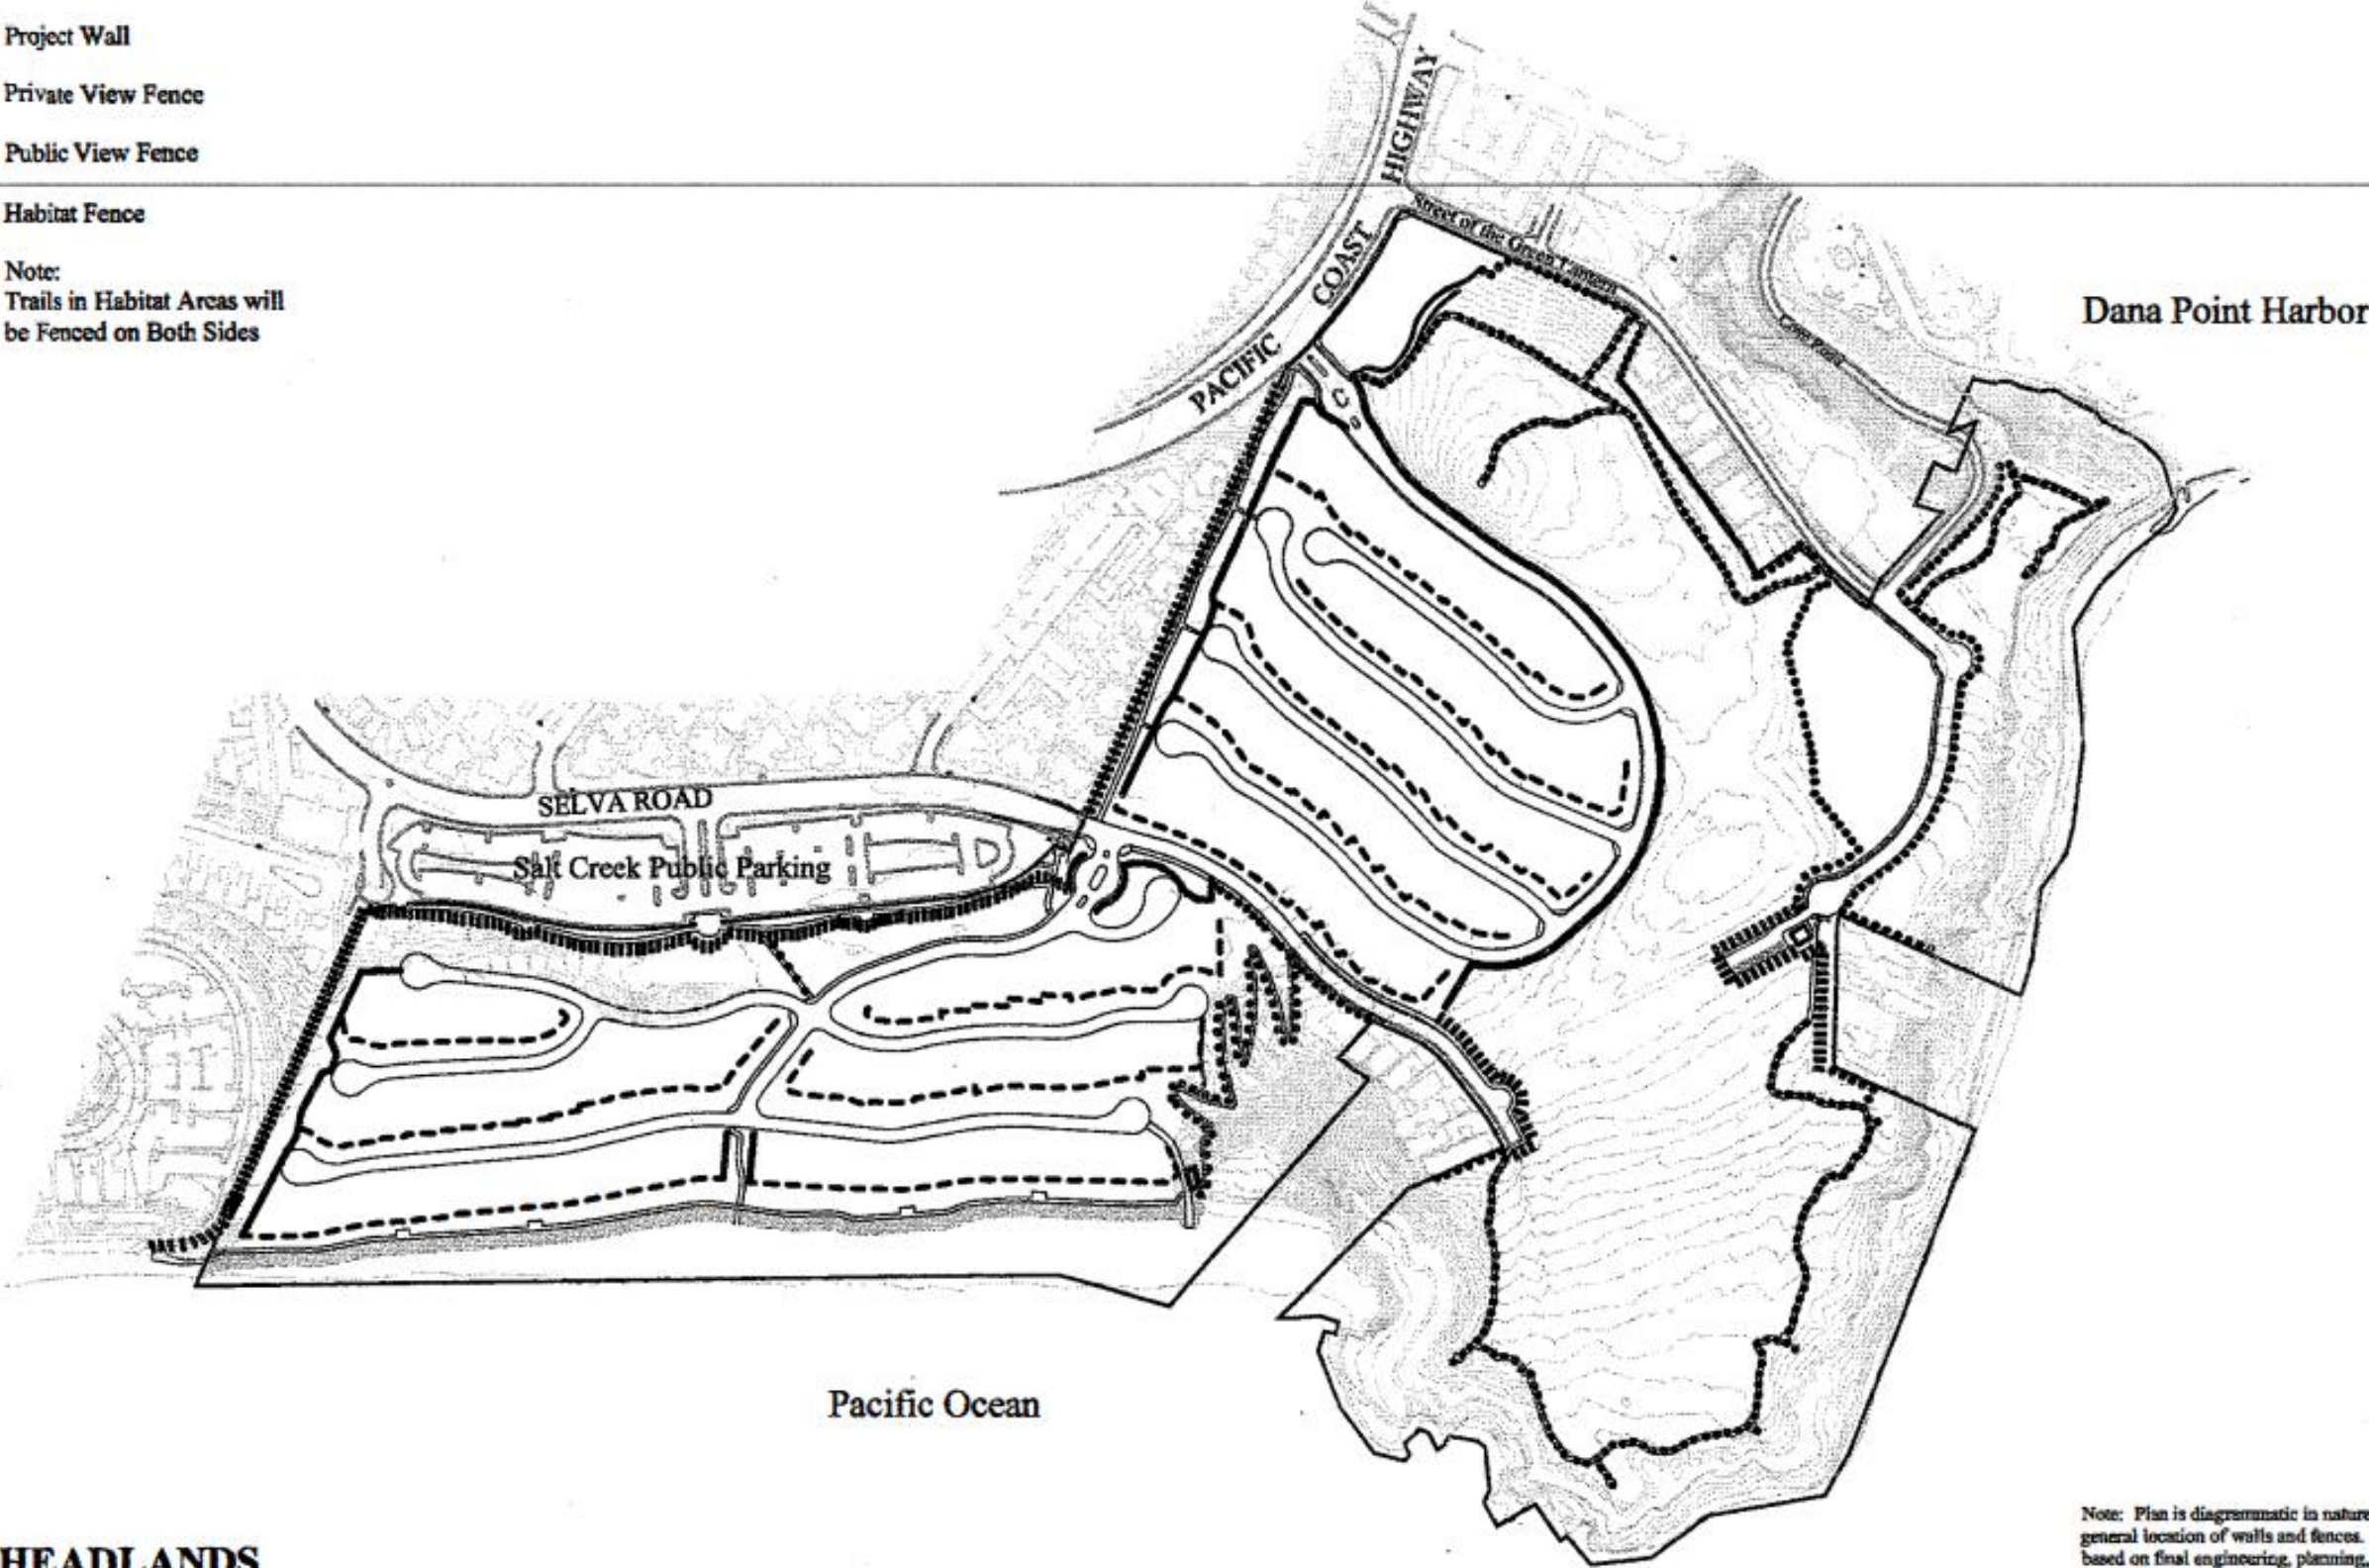 Project Wall
Private View Fence
Public View Fence
Habitat Fence
Note:
Trails in Habitat Areas will
be Fenced on Both Sides
PACIFIC COAST HIGHWAY
Street of the Green Lantern
Cove Road
Dana Point Harbor
SELVA ROAD
Salt Creek Public Parking
Pacific Ocean
HEADLANDS
Note: Plan is diagrammatic in nature
general location of walls and fences.
based on final engineering, planning,